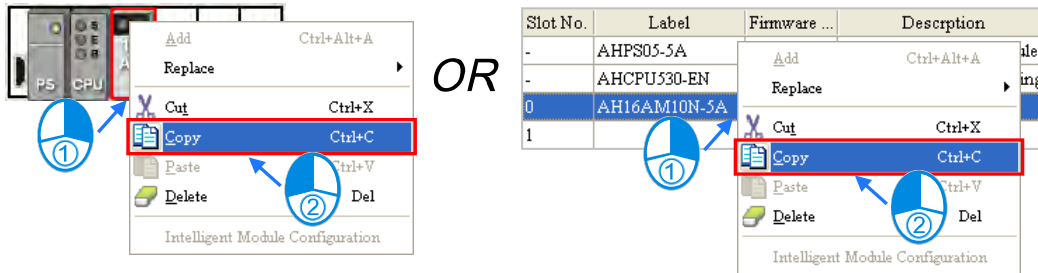 PS CPU
Add Ctrl+Alt+A
Replace
Cut Ctrl+X
Copy Ctrl+C
Paste Ctrl+V
Delete Del
Intelligent Module Configuration
1
2
OR
Slot No. Label Firmware ... Descrption
- AHPS05-5A
- AHCPU530-EN
0 AH16AM10N-5A
1
Add Ctrl+Alt+A
Replace
Cut Ctrl+X
Copy Ctrl+C
Paste Ctrl+V
Delete Del
Intelligent Module Configuration
1
2